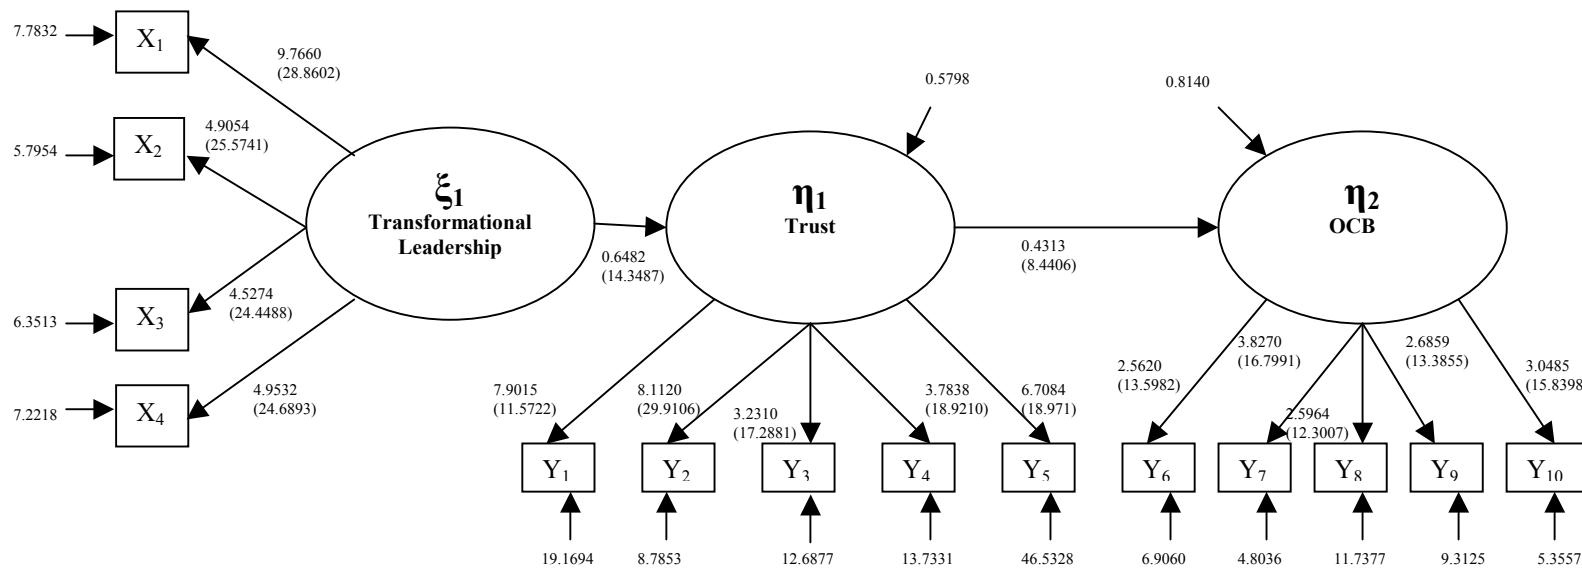 7.7832
X1
9.7660
(28.8602)
5.7954
X2
4.9054
(25.5741)
6.3513
X3
4.5274
(24.4488)
7.2218
X4
4.9532
(24.6893)
ξ1
Transformational
Leadership
0.6482
(14.3487)
0.5798
η1
Trust
0.4313
(8.4406)
0.8140
η2
OCB
7.9015
(11.5722)
8.1120
(29.9106)
3.2310
(17.2881)
3.7838
(18.9210)
6.7084
(18.971)
2.5620
(13.5982)
3.8270
(16.7991)
2.5964
(12.3007)
2.6859
(13.3855)
3.0485
(15.8398
Y1
Y2
Y3
Y4
Y5
Y6
Y7
Y8
Y9
Y10
19.1694
8.7853
12.6877
13.7331
46.5328
6.9060
4.8036
11.7377
9.3125
5.3557